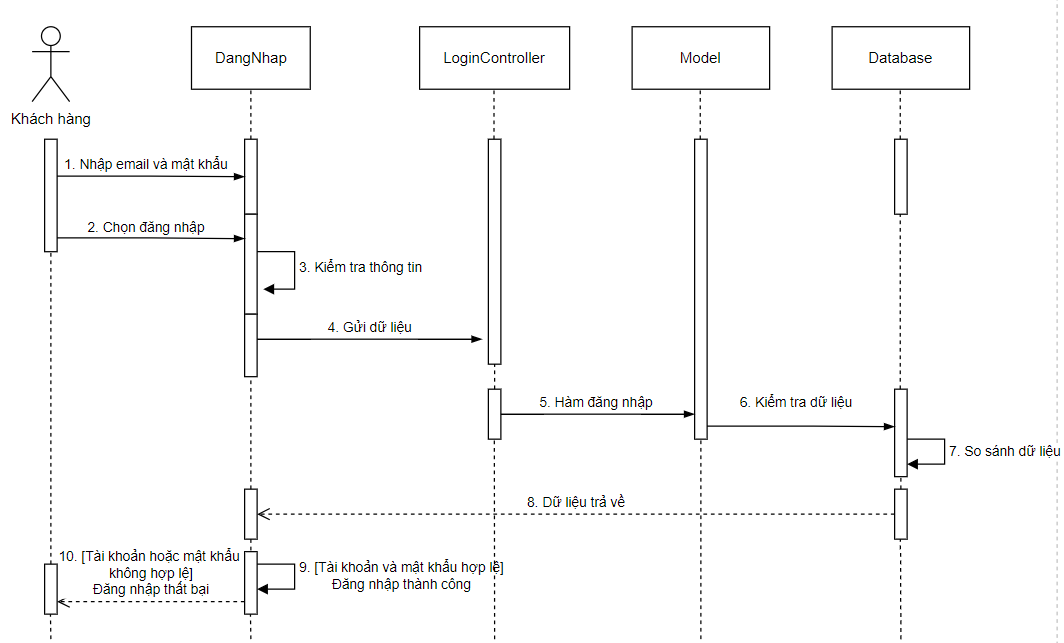 DangNhap
LoginController
Model
Database
Khách hàng
1. Nhập email và mật khẩu
2. Chọn đăng nhập
3. Kiểm tra thông tin
4. Gửi dữ liệu
5. Hàm đăng nhập
6. Kiểm tra dữ liệu
7. So sánh dữ liệu
8. Dữ liệu trả về
10. [Tài khoản hoặc mật khẩu
không hợp lệ]
Đăng nhập thất bại
9. [Tài khoản và mật khẩu hợp lệ]
Đăng nhập thành công